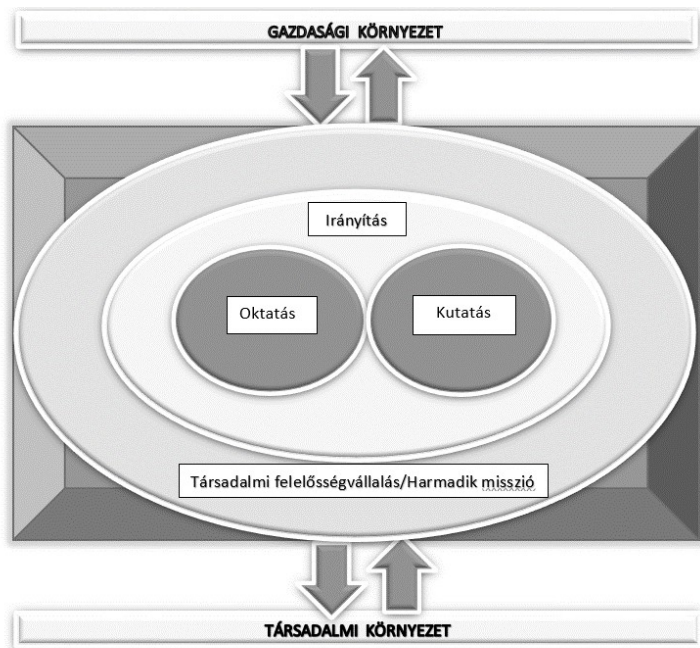 GAZDASÁGI KÖRNYEZET
Irányítás
Oktatás
Kutatás
Társadalmi felelősségvállalás/Harmadik misszió
TÁRSADALMI KÖRNYEZET